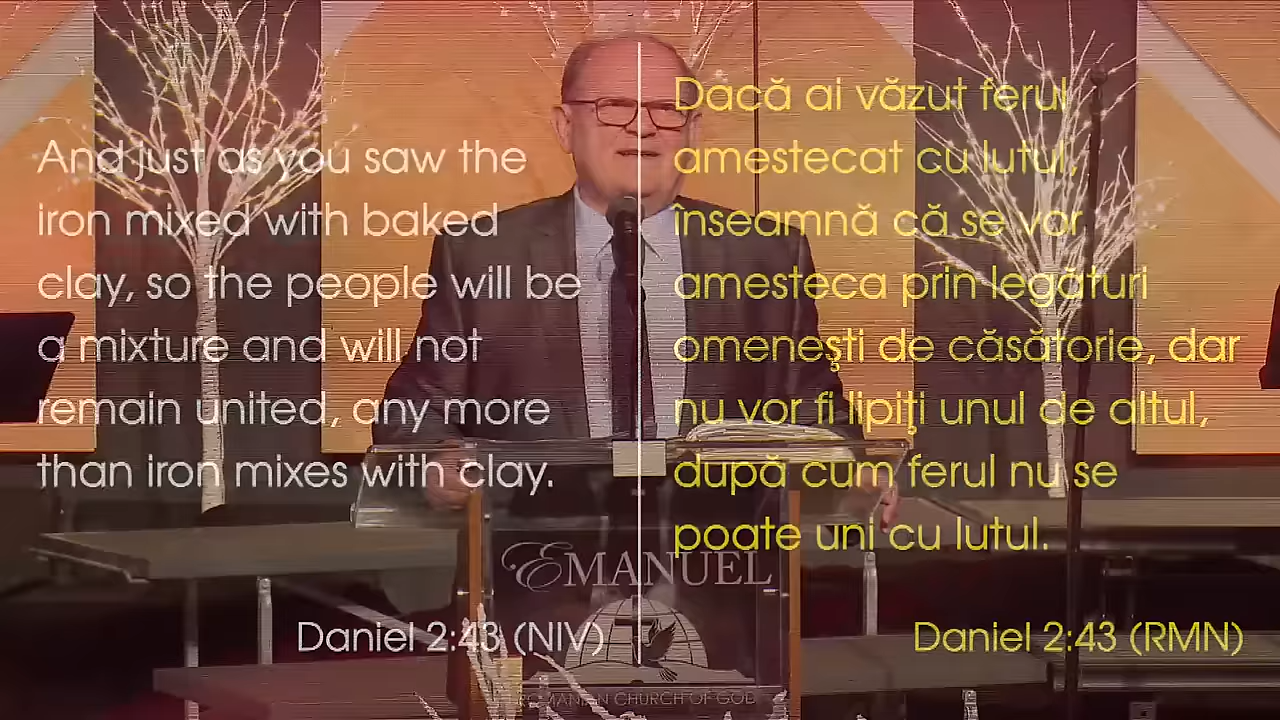 And just as you saw the
iron mixed with baked
clay, so the people will be
a mixture and will not
remain united, any more
than iron mixes with clay.
Daniel 2:43 (NIV)
Dacă ai văzut ferul
amestecat cu lutul,
înseamnă că se vor
amesteca prin legături
omeneşti de căsătorie, dar
nu vor fi lipiţi unul de altul,
după cum ferul nu se
poate uni cu lutul.
Daniel 2:43 (RMN)
EMANUEL
ROMANIAN CHURCH OF GOD